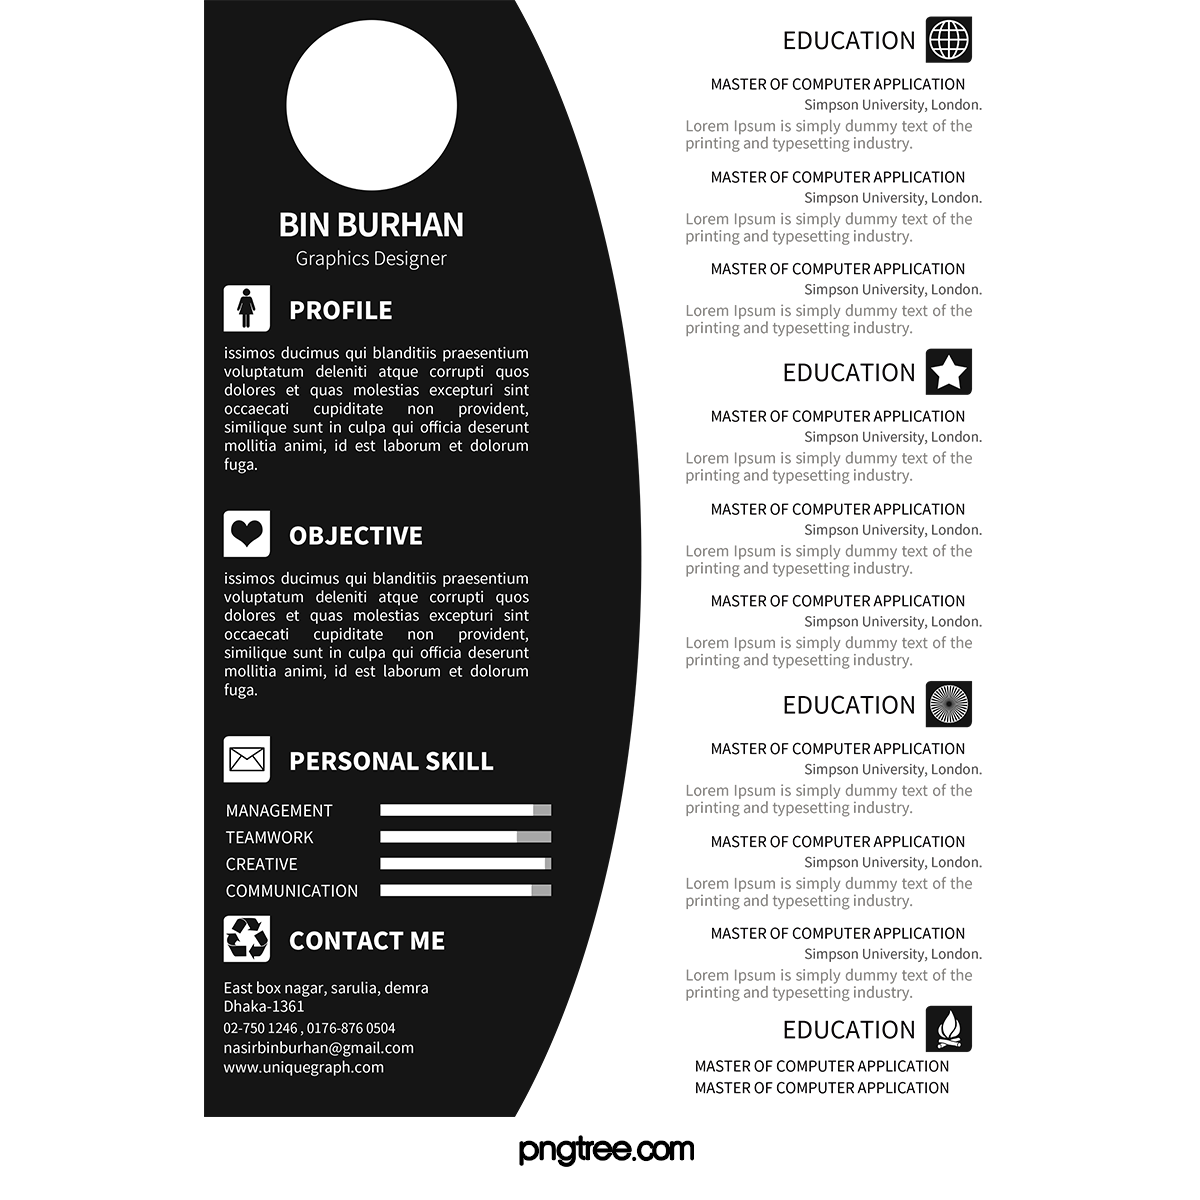 BIN BURHAN
Graphics Designer
PROFILE
issimos ducimus qui blanditiis praesentium
voluptatum deleniti atque corrupti quos
dolores et quas molestias excepturi sint
occaecati cupiditate non provident,
similique sunt in culpa qui officia deserunt
mollitia animi, id est laborum et dolorum
fuga.
OBJECTIVE
issimos ducimus qui blanditiis praesentium
voluptatum deleniti atque corrupti quos
dolores et quas molestias excepturi sint
occaecati cupiditate non provident,
similique sunt in culpa qui officia deserunt
mollitia animi, id est laborum et dolorum
fuga.
PERSONAL SKILL
MANAGEMENT
TEAMWORK
CREATIVE
COMMUNICATION
CONTACT ME
East box nagar, sarulia, demra
Dhaka-1361
02-750 1246 , 0176-876 0504
nasirbinburhan@gmail.com
www.uniquegraph.com
EDUCATION
MASTER OF COMPUTER APPLICATION
Simpson University, London.
Lorem Ipsum is simply dummy text of the
printing and typesetting industry.
MASTER OF COMPUTER APPLICATION
Simpson University, London.
Lorem Ipsum is simply dummy text of the
printing and typesetting industry.
MASTER OF COMPUTER APPLICATION
Simpson University, London.
Lorem Ipsum is simply dummy text of the
printing and typesetting industry.
EDUCATION
MASTER OF COMPUTER APPLICATION
Simpson University, London.
Lorem Ipsum is simply dummy text of the
printing and typesetting industry.
MASTER OF COMPUTER APPLICATION
Simpson University, London.
Lorem Ipsum is simply dummy text of the
printing and typesetting industry.
MASTER OF COMPUTER APPLICATION
Simpson University, London.
Lorem Ipsum is simply dummy text of the
printing and typesetting industry.
EDUCATION
MASTER OF COMPUTER APPLICATION
Simpson University, London.
Lorem Ipsum is simply dummy text of the
printing and typesetting industry.
MASTER OF COMPUTER APPLICATION
Simpson University, London.
Lorem Ipsum is simply dummy text of the
printing and typesetting industry.
MASTER OF COMPUTER APPLICATION
Simpson University, London.
Lorem Ipsum is simply dummy text of the
printing and typesetting industry.
EDUCATION
MASTER OF COMPUTER APPLICATION
MASTER OF COMPUTER APPLICATION
pngtree.com